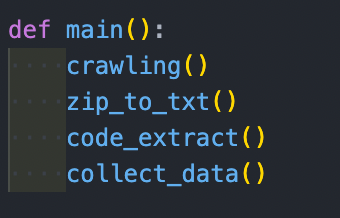 def main():
    crawling()
    zip_to_txt()
    code_extract()
    collect_data()